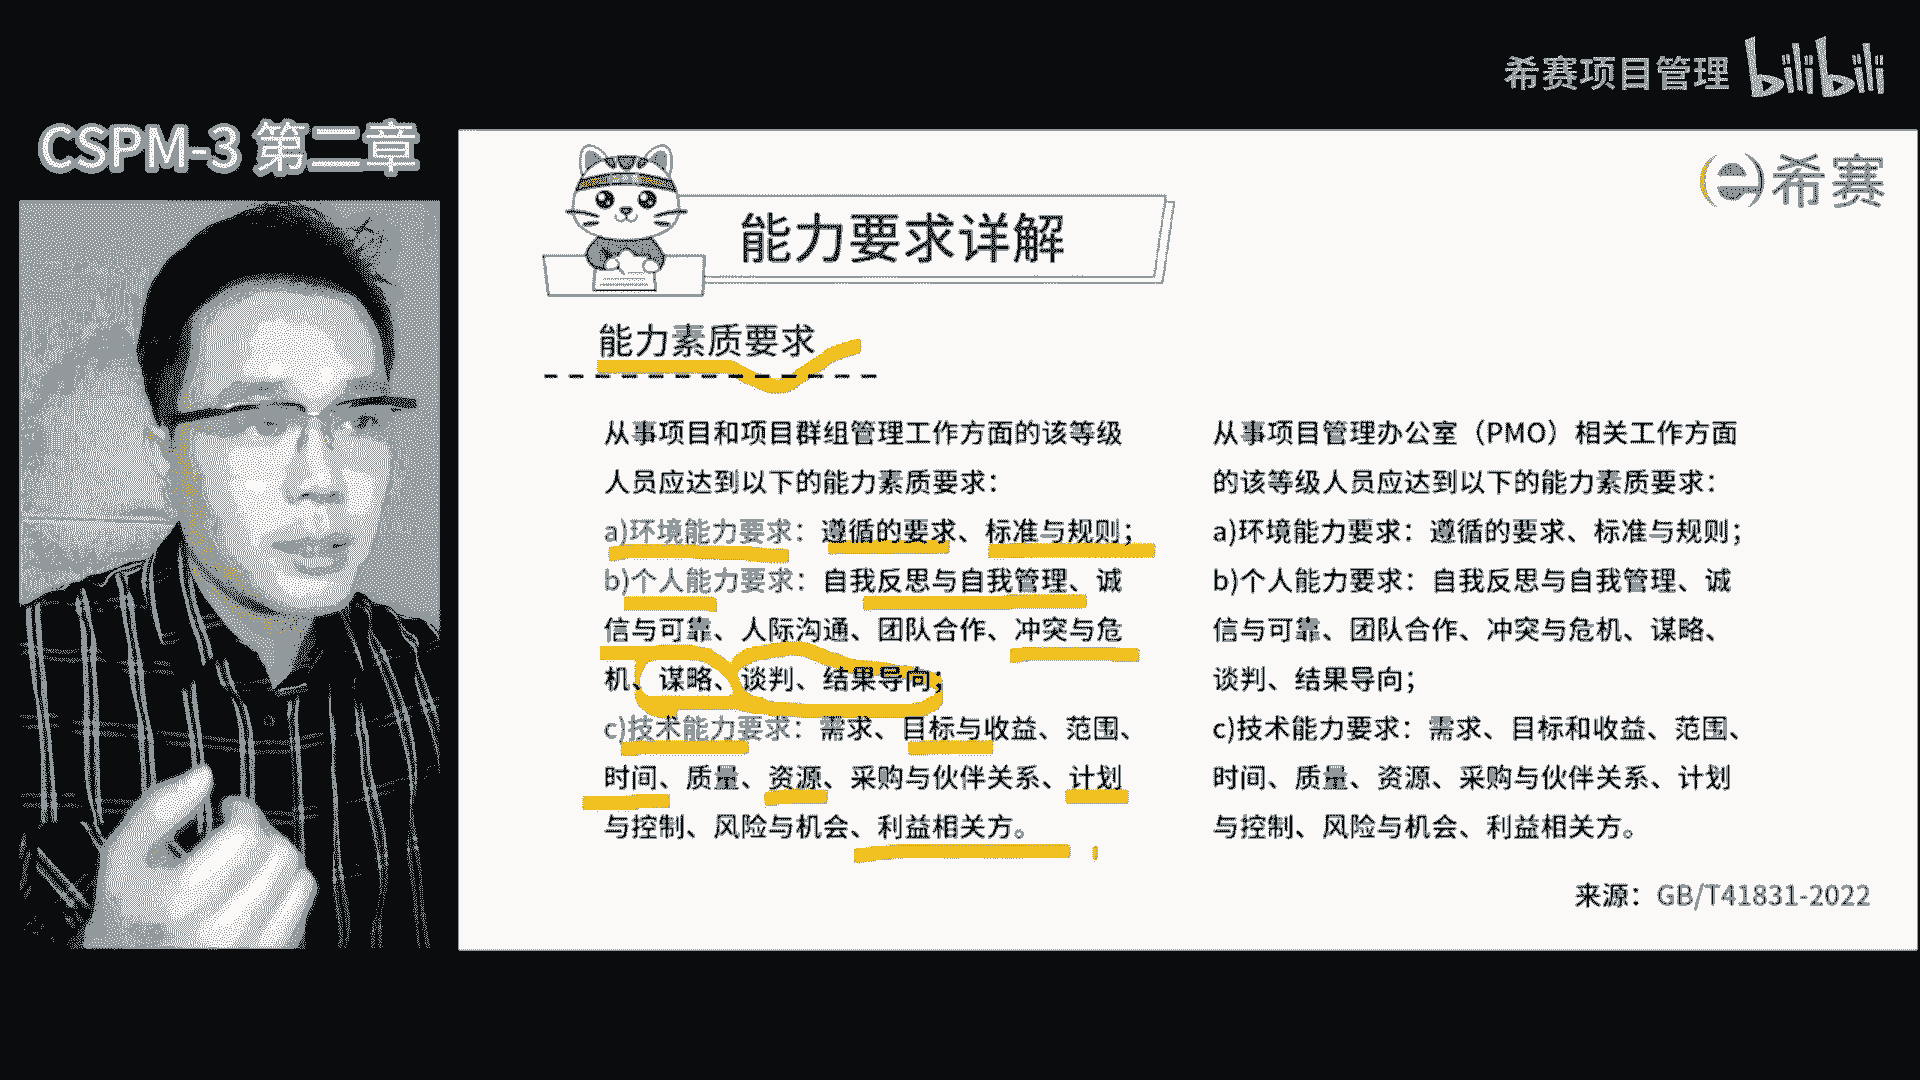 希赛项目管理 bilibili
CSPM-3 第二章
希赛
能力要求详解
能力素质要求
从事项目和项目群组管理工作方面的该等级
人员应达到以下的能力素质要求：
a)环境能力要求：遵循的要求、标准与规则；
b)个人能力要求：自我反思与自我管理、诚
信与可靠、人际沟通、团队合作、冲突与危
机、谋略、谈判、结果导向；
c)技术能力要求：需求、目标与收益、范围、
时间、质量、资源、采购与伙伴关系、计划
与控制、风险与机会、利益相关方。
从事项目管理办公室（PMO）相关工作方面
的该等级人员应达到以下的能力素质要求：
a)环境能力要求：遵循的要求、标准与规则；
b)个人能力要求：自我反思与自我管理、诚
信与可靠、团队合作、冲突与危机、谋略、
谈判、结果导向；
c)技术能力要求：需求、目标和收益、范围、
时间、质量、资源、采购与伙伴关系、计划
与控制、风险与机会、利益相关方。
来源：GB/T41831-2022